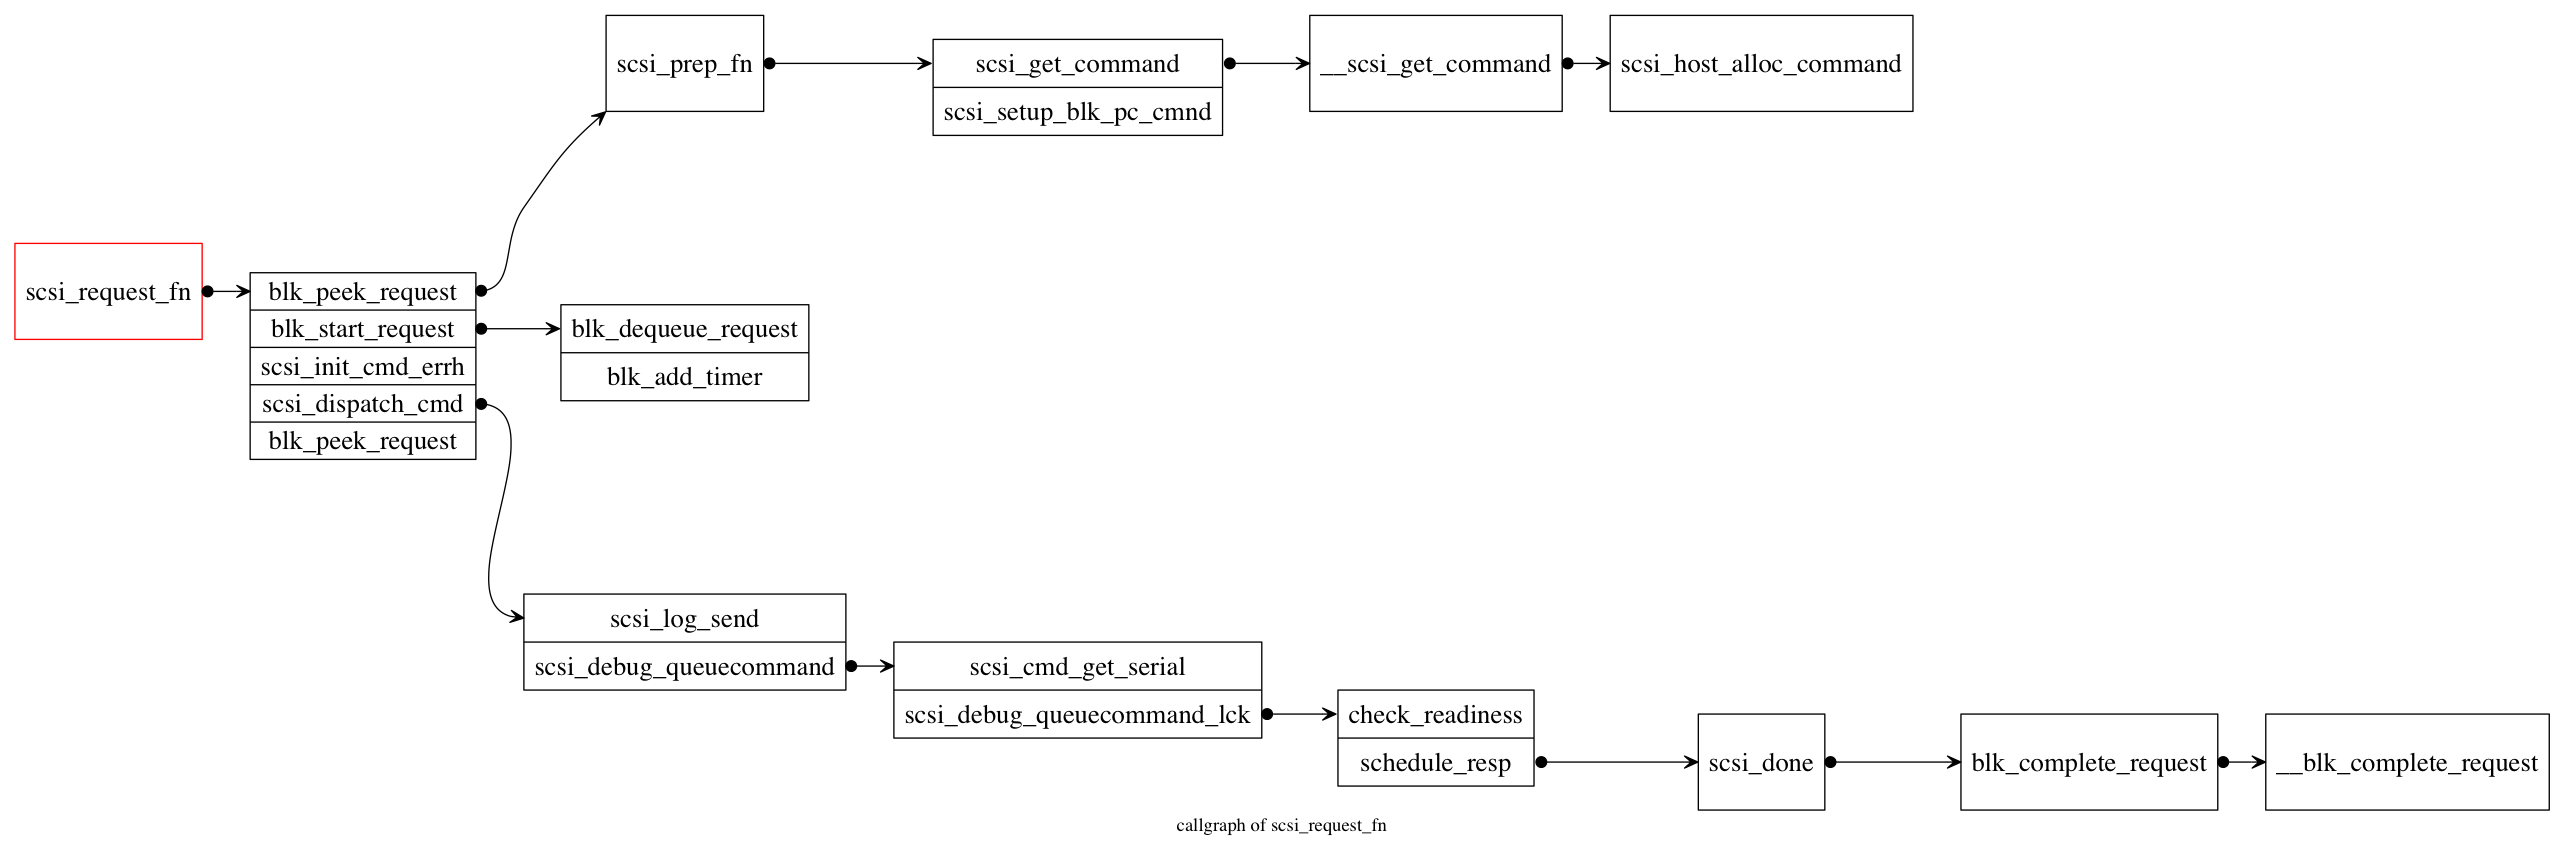 scsi_prep_fn
scsi_get_command
scsi_setup_blk_pc_cmnd
__scsi_get_command
scsi_host_alloc_command
scsi_request_fn
blk_peek_request
blk_start_request
scsi_init_cmd_errh
scsi_dispatch_cmd
blk_peek_request
blk_dequeue_request
blk_add_timer
scsi_log_send
scsi_debug_queuecommand
scsi_cmd_get_serial
scsi_debug_queuecommand_lck
check_readiness
schedule_resp
scsi_done
blk_complete_request
__blk_complete_request
callgraph of scsi_request_fn